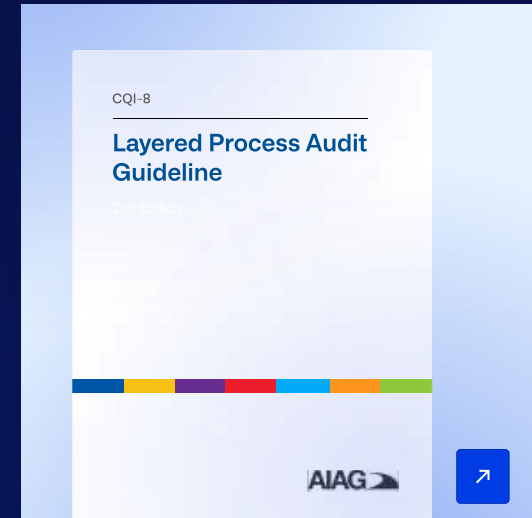 CQI-8
Layered Process Audit
Guideline
2nd Edition
AIAG